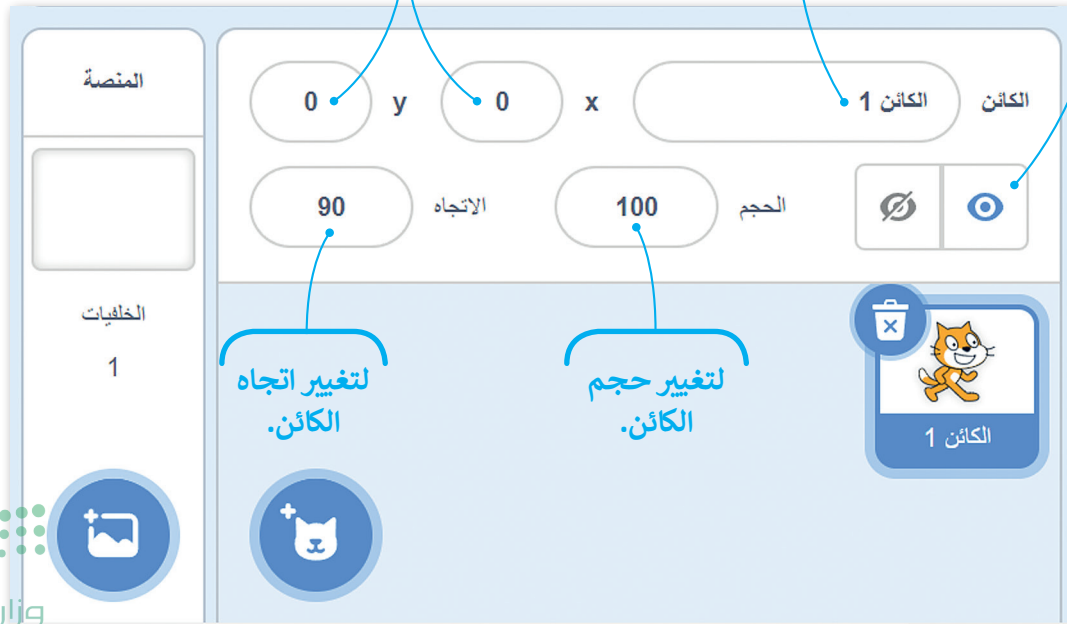 الكائن الكائن 1 x 0 y 0
الحجم 100 الاتجاه 90
لتغيير حجم
الكائن.
لتغيير اتجاه
الكائن.
الكائن 1
المنصة
الخلفيات
1